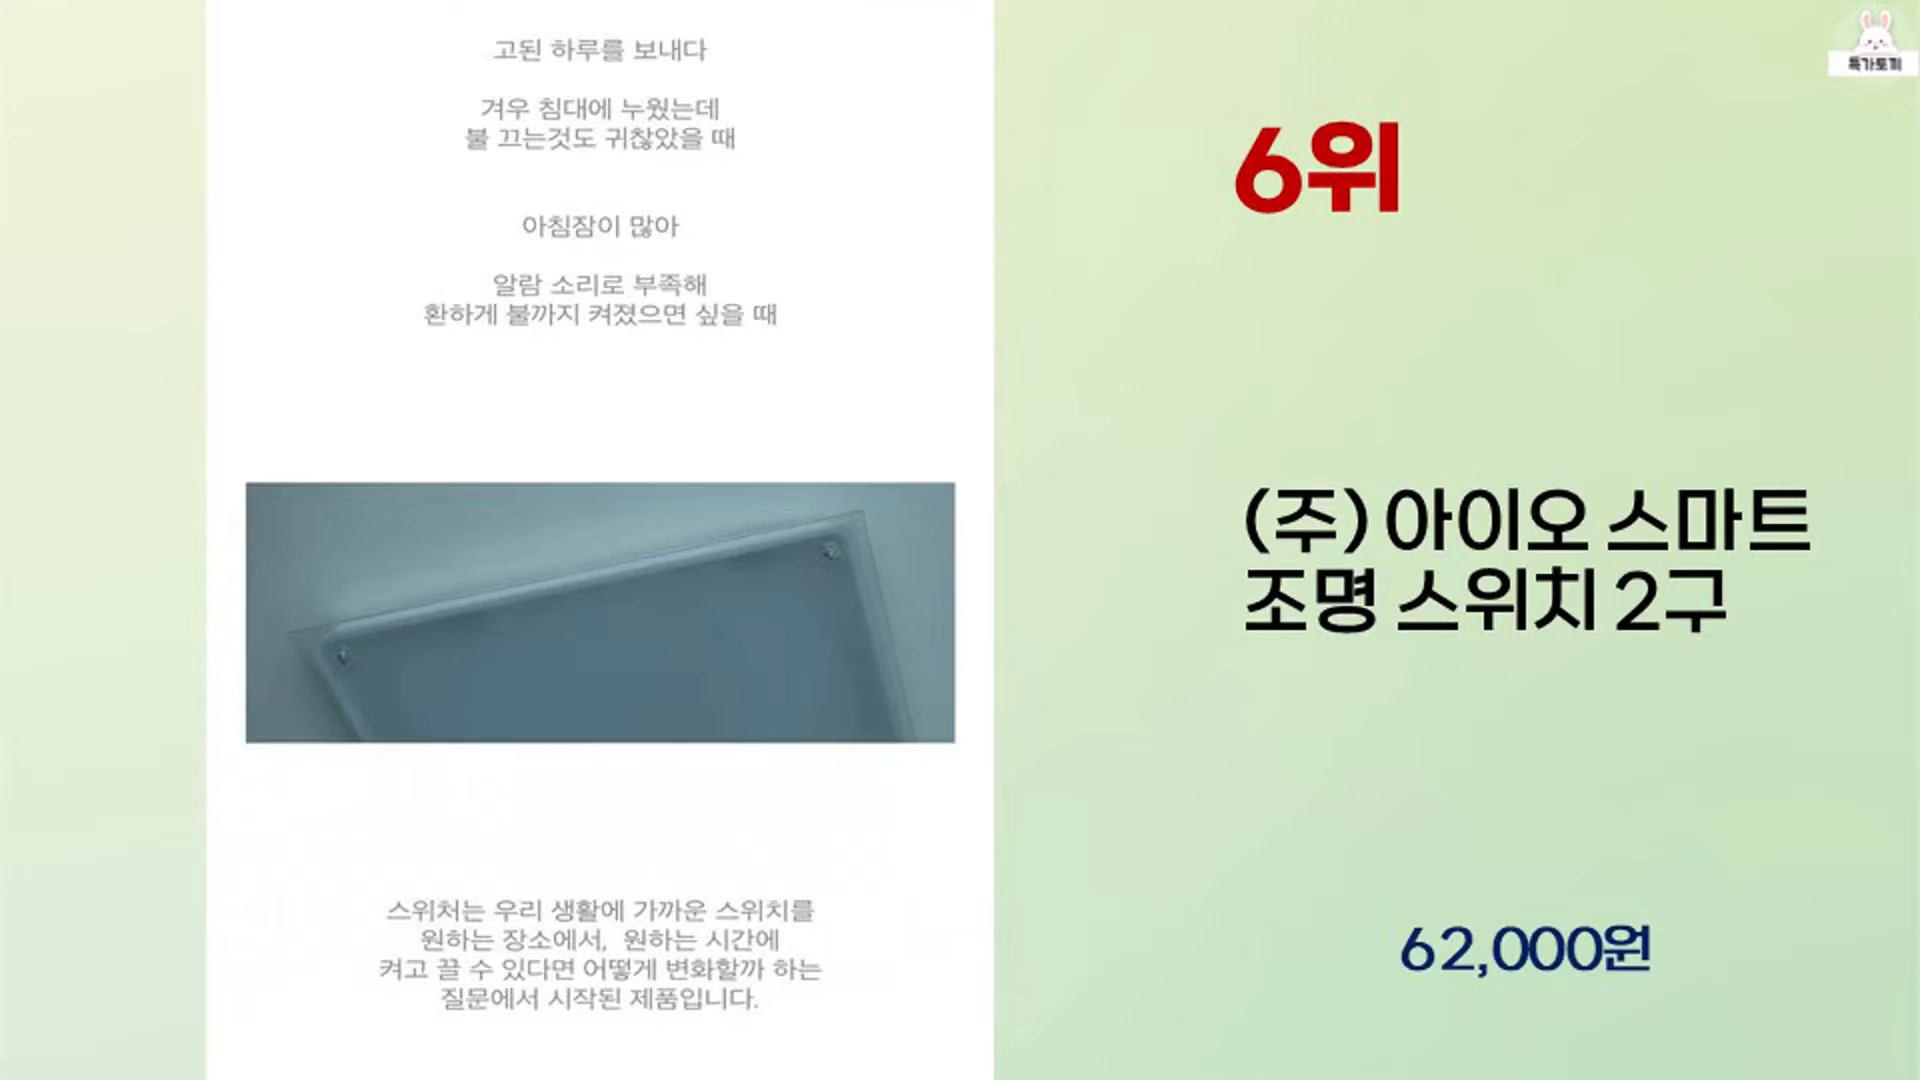 고된 하루를 보내다
겨우 침대에 누웠는데
불 끄는것도 귀찮았을 때
아침잠이 많아
알람 소리로 부족해
환하게 불까지 켜졌으면 싶을 때
스위처는 우리 생활에 가까운 스위치를
원하는 장소에서, 원하는 시간에
켜고 끌 수 있다면 어떻게 변화할까 하는
질문에서 시작된 제품입니다.
특가토끼
6위
(주) 아이오 스마트
조명 스위치 2구
62,000원